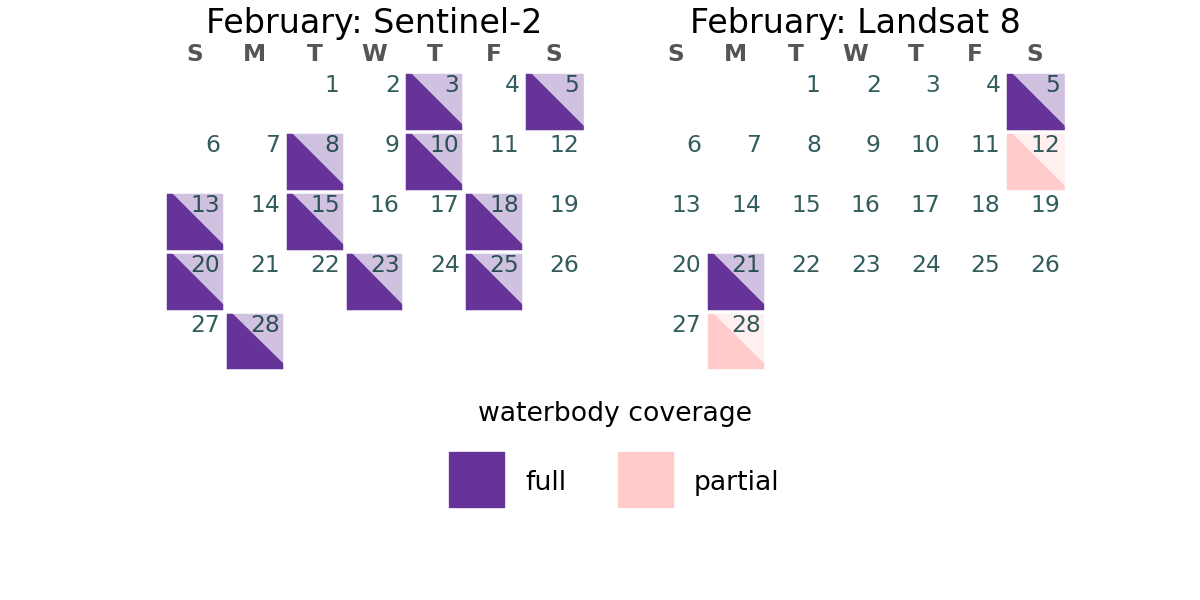 February: Sentinel-2
S M T W T F S
1 2 3 4 5
6 7 8 9 10 11 12
13 14 15 16 17 18 19
20 21 22 23 24 25 26
27 28
February: Landsat 8
S M T W T F S
1 2 3 4 5
6 7 8 9 10 11 12
13 14 15 16 17 18 19
20 21 22 23 24 25 26
27 28
waterbody coverage
full partial